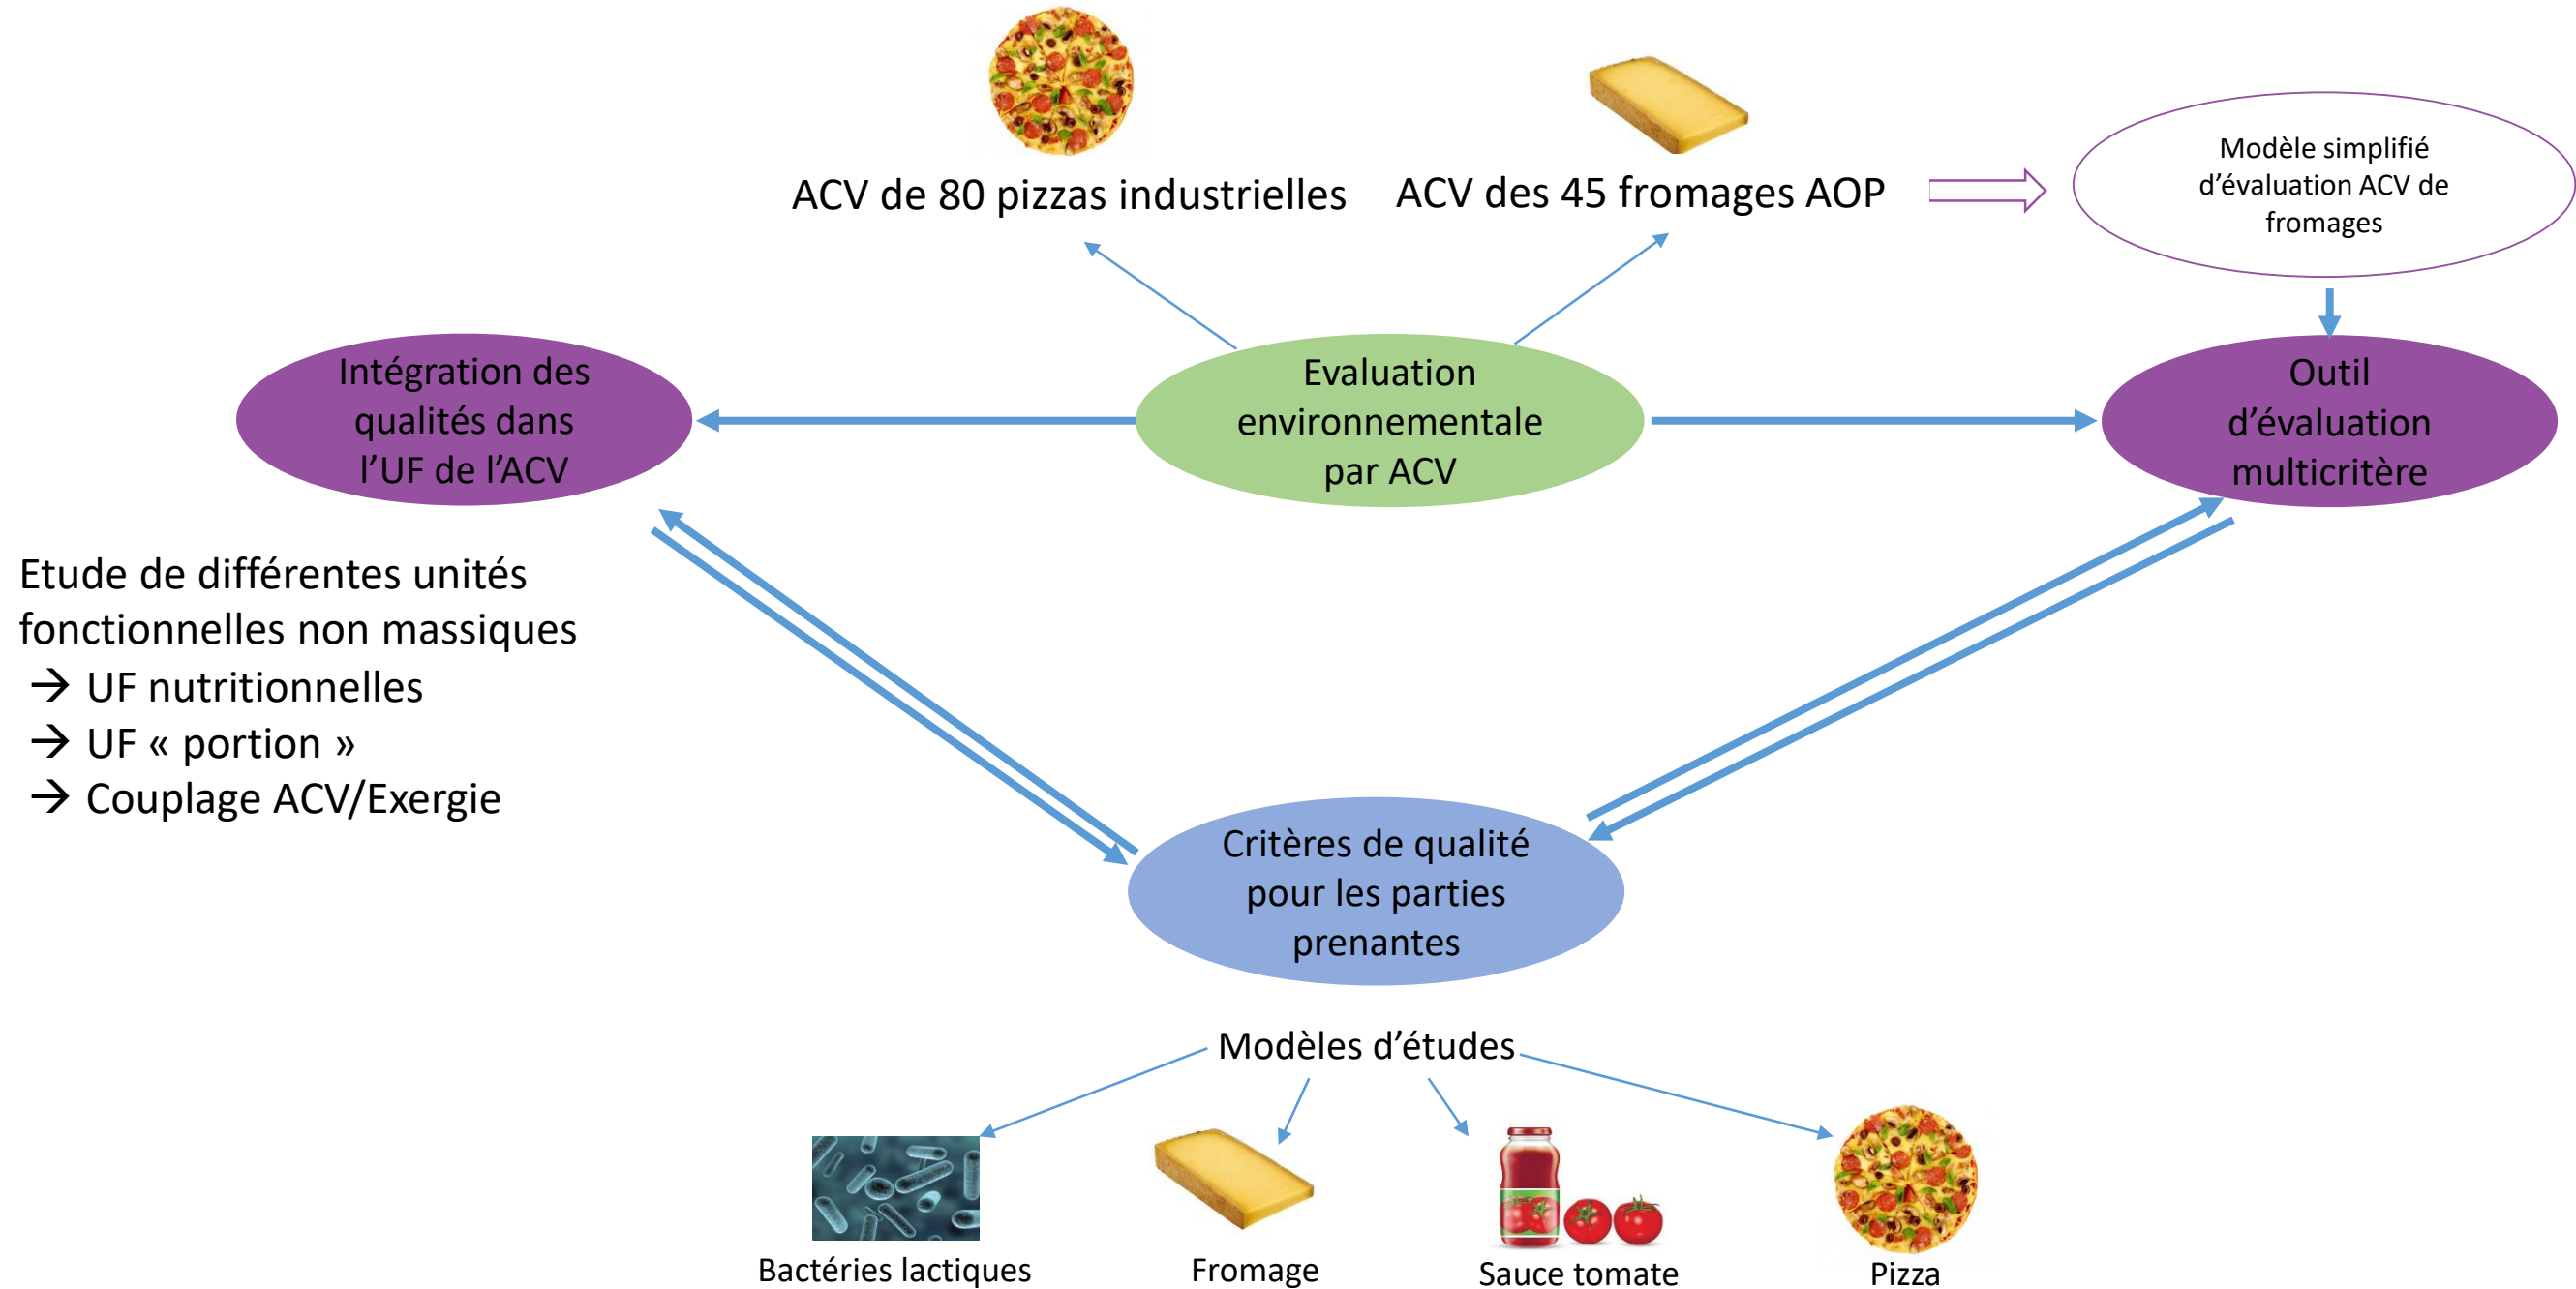 ACV de 80 pizzas industrielles
ACV des 45 fromages AOP
Modèle simplifié
d’évaluation ACV de
fromages
Intégration des
qualités dans
l’UF de l’ACV
Evaluation
environnementale
par ACV
Outil
d’évaluation
multicritère
Etude de différentes unités
fonctionnelles non massiques
→ UF nutritionnelles
→ UF « portion »
→ Couplage ACV/Exergie
Critères de qualité
pour les parties
prenantes
Modèles d’études
Bactéries lactiques
Fromage
Sauce tomate
Pizza